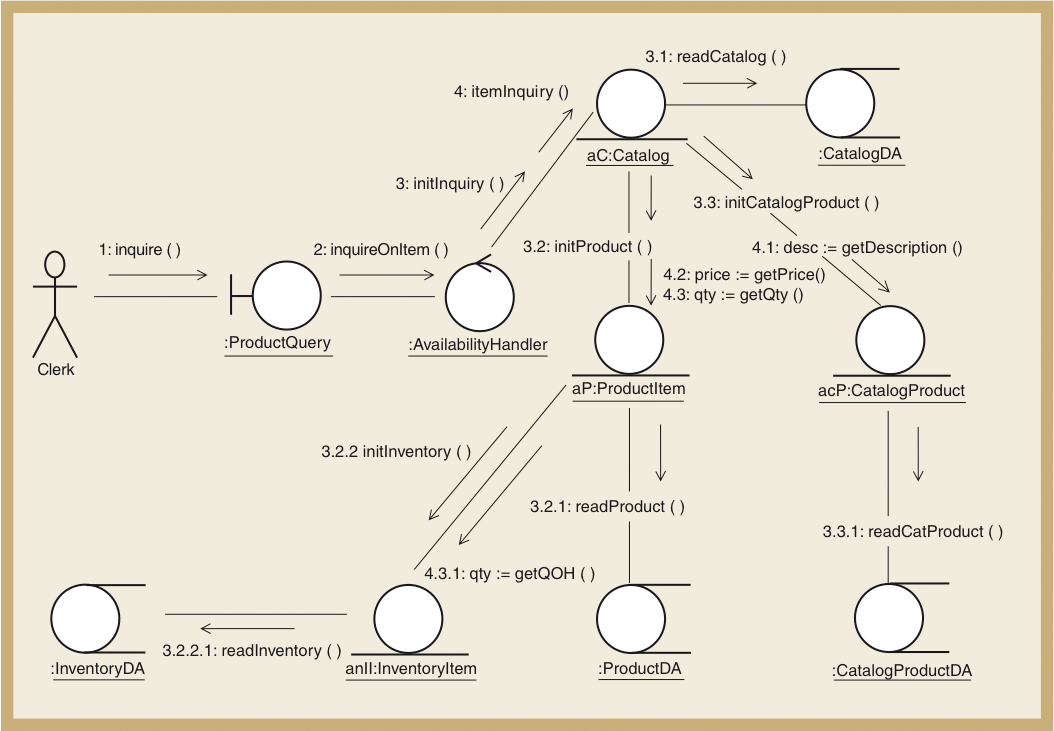 3.1: readCatalog ( )
4: itemInquiry ()
aC:Catalog
:CatalogDA
3: initInquiry ( )
3.3: initCatalogProduct ( )
1: inquire ( )
2: inquireOnItem ( )
3.2: initProduct ( )
4.1: desc := getDescription ()
4.2: price := getPrice()
4.3: qty := getQty ()
:ProductQuery
:AvailabilityHandler
Clerk
aP:ProductItem
acP:CatalogProduct
3.2.2 initInventory ( )
3.2.1: readProduct ( )
3.3.1: readCatProduct ( )
4.3.1: qty := getQOH ( )
3.2.2.1: readInventory ( )
:InventoryDA
anII:InventoryItem
:ProductDA
:CatalogProductDA